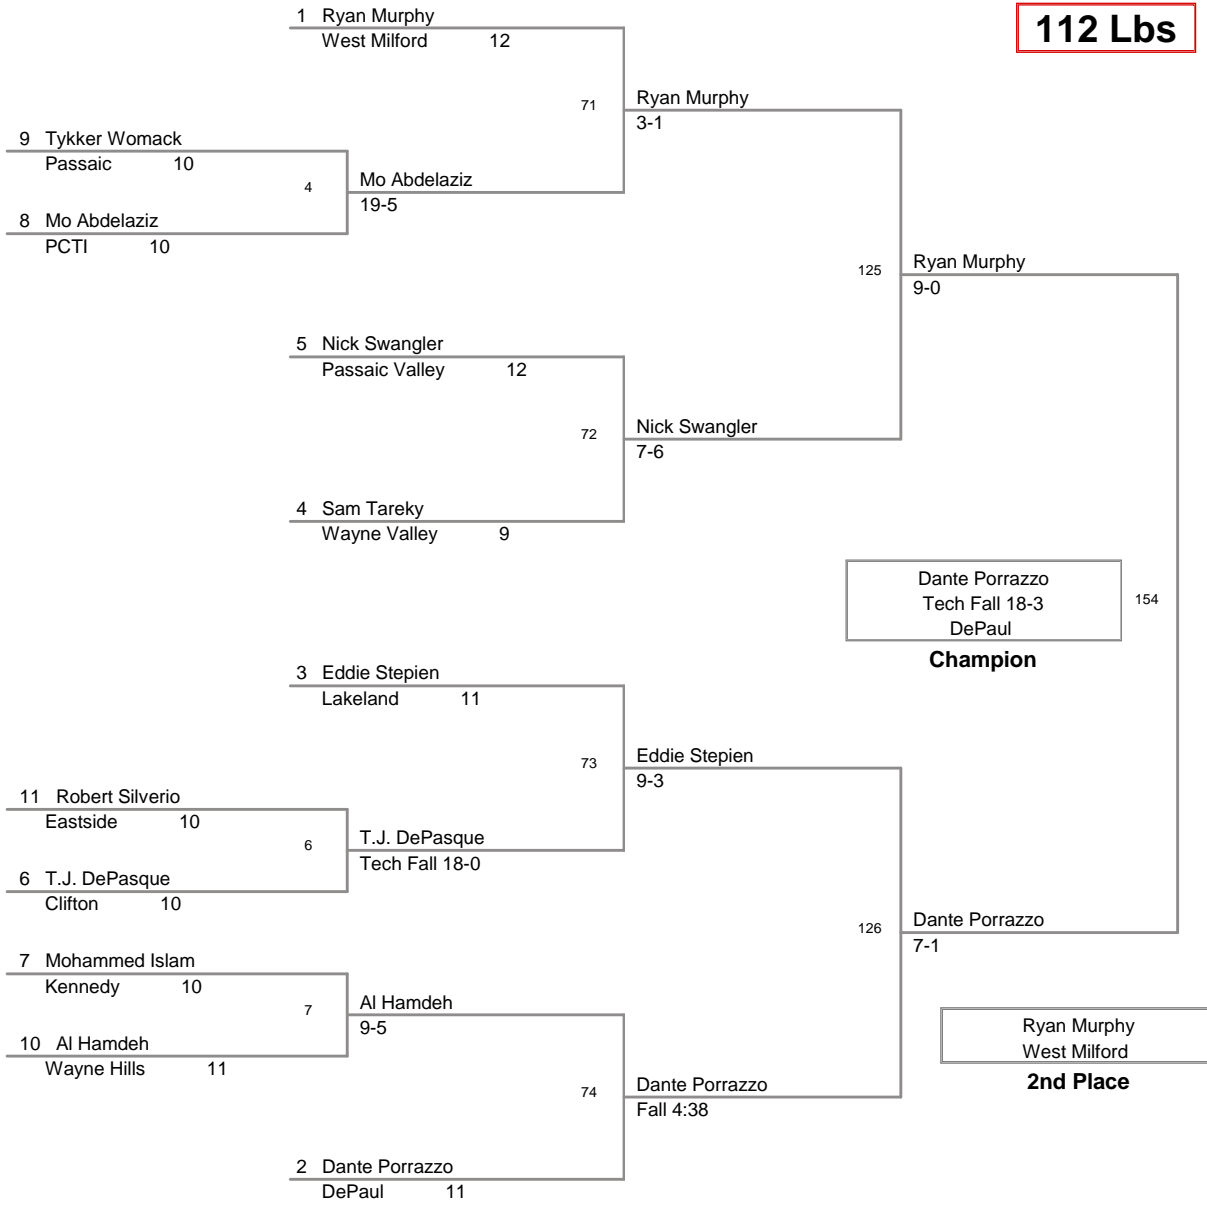 1 Ryan Murphy
West Milford 12
112 Lbs
71
Ryan Murphy
3-1
9 Tykker Womack
Passaic 10
4
Mo Abdelaziz
19-5
8 Mo Abdelaziz
PCTI 10
125
Ryan Murphy
9-0
5 Nick Swangler
Passaic Valley 12
72
Nick Swangler
7-6
4 Sam Tareky
Wayne Valley 9
Dante Porrazzo
Tech Fall 18-3
DePaul
154
Champion
3 Eddie Stepien
Lakeland 11
73
Eddie Stepien
9-3
11 Robert Silverio
Eastside 10
6
T.J. DePasque
Tech Fall 18-0
6 T.J. DePasque
Clifton 10
126
Dante Porrazzo
7-1
7 Mohammed Islam
Kennedy 10
7
Al Hamdeh
9-5
10 Al Hamdeh
Wayne Hills 11
Ryan Murphy
West Milford
2nd Place
74
Dante Porrazzo
Fall 4:38
2 Dante Porrazzo
DePaul 11